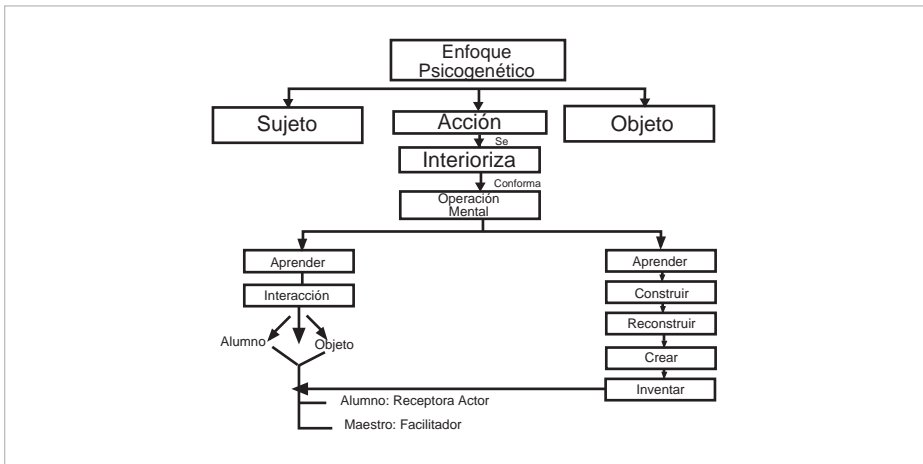 Enfoque
Psicogenético
Sujeto
Acción
Objeto
Se
Interioriza
Conforma
Operación
Mental
Aprender
Interacción
Alumno
Objeto
Aprender
Construir
Reconstruir
Crear
Inventar
Alumno: Receptora Actor
Maestro: Facilitador